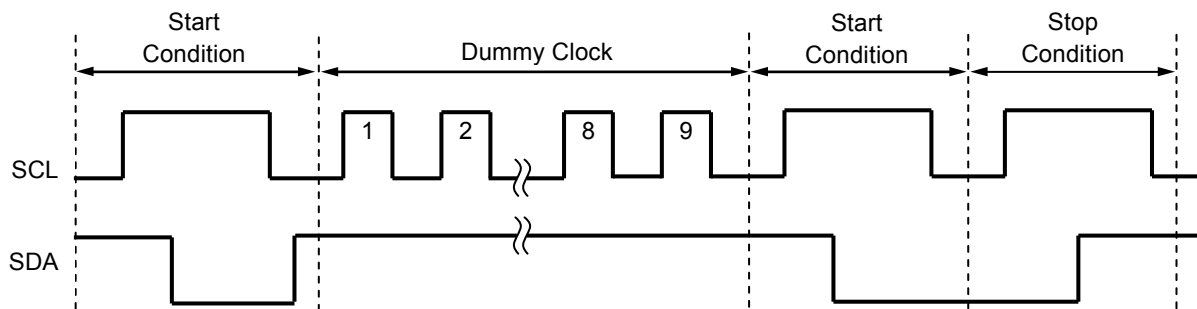 Start
Condition
Dummy Clock
Start
Condition
Stop
Condition
SCL
1
2
8
9
SDA